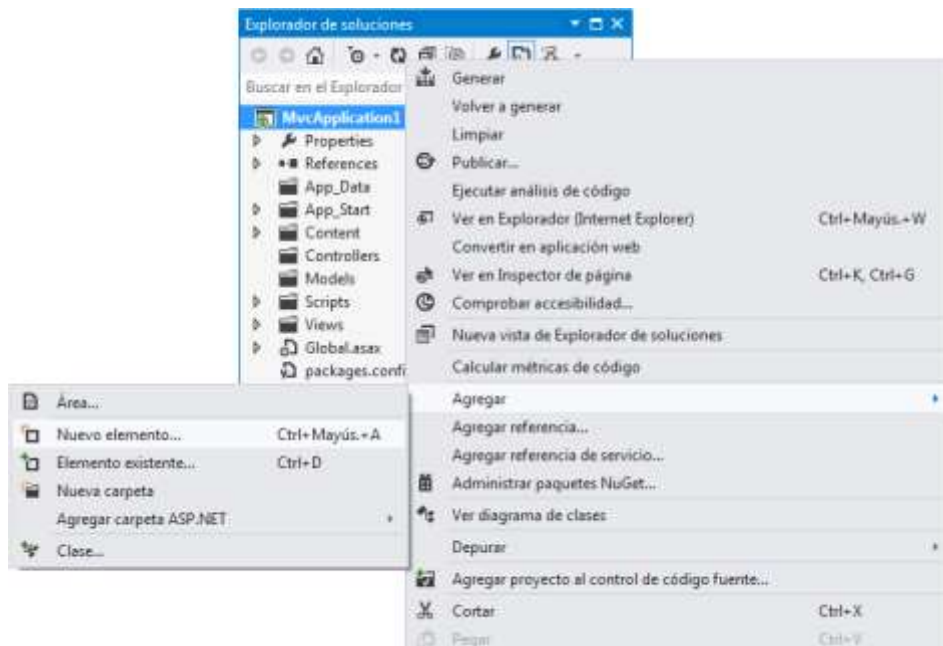 Explorador de soluciones
Buscar en el Explorador
MvcApplication1
Properties
References
App_Data
App_Start
Content
Controllers
Models
Scripts
Views
Global.asax
packages.confi
Generar
Volver a generar
Limpiar
Publicar...
Ejecutar análisis de código
Ver en Explorador (Internet Explorer) Ctrl+Mayús.+W
Convertir en aplicación web
Ver en Inspector de página Ctrl+K, Ctrl+G
Comprobar accesibilidad...
Nueva vista de Explorador de soluciones
Calcular métricas de código
Agregar
Agregar referencia...
Agregar referencia de servicio...
Administrar paquetes NuGet...
Ver diagrama de clases
Depurar
Agregar proyecto al control de código fuente...
Cortar Ctrl+X
Pegar Ctrl+V
Área...
Nuevo elemento... Ctrl+Mayús.+A
Elemento existente... Ctrl+D
Nueva carpeta
Agregar carpeta ASP.NET
Clase...